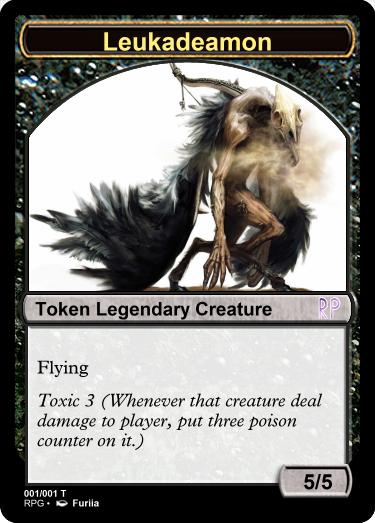 Leukadeamon
Token Legendary Creature
RP
Flying
Toxic 3 (Whenever that creature deal
damage to player, put three poison
counter on it.)
5/5
001/001 T
RPG • Furiia